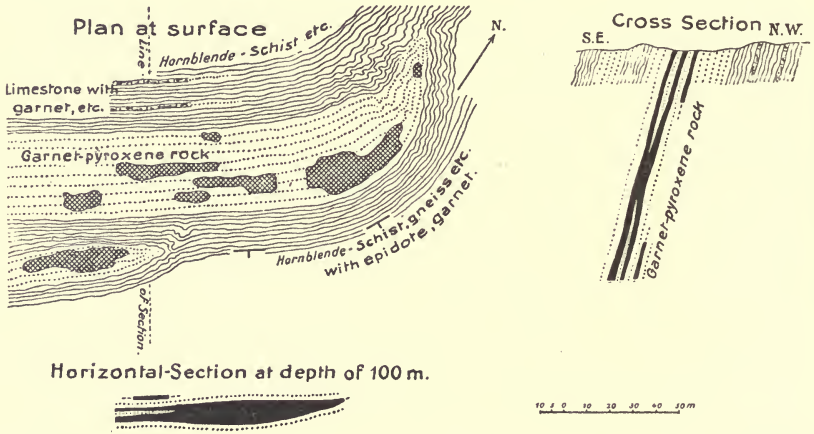 Plan at surface
Line
Hornblende-Schist etc.
N.
Limestone with
garnet, etc.
Garnet-pyroxene rock
Hornblende-Schist, gneiss etc.
with epidote, garnet.
of Section.
Cross Section
S.E.
N.W.
Garnet-pyroxene rock
Horizontal-Section at depth of 100 m.
10 5 0 10 20 30 40 50 m